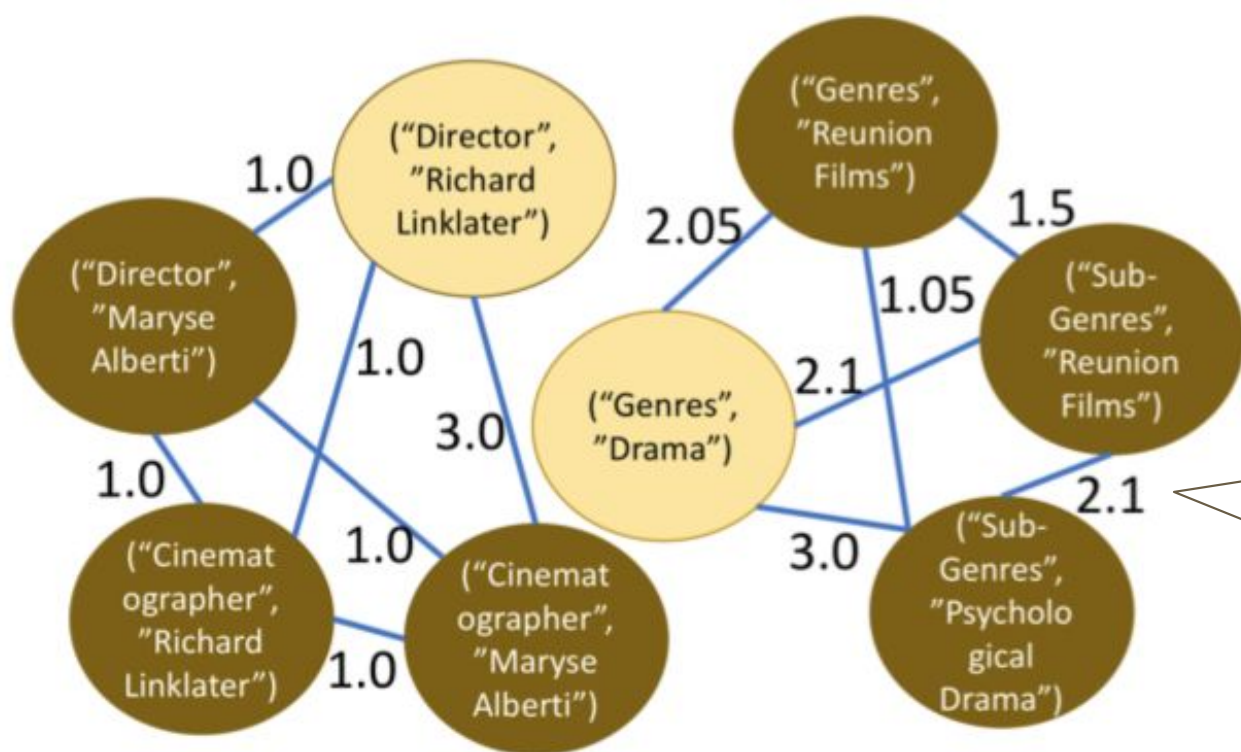 (“Director”,
”Richard
Linklater”)
1.0
(“Director”,
”Maryse
Alberti”)
1.0
3.0
1.0
1.0
(“Cinemat
ographer”,
”Richard
Linklater”)
1.0
(“Cinemat
ographer”,
”Maryse
Alberti”)
(“Genres”,
”Reunion
Films”)
2.05
1.5
1.05
(“Sub-
Genres”,
”Reunion
Films”)
2.1
(“Genres”,
”Drama”)
2.1
3.0
(“Sub-
Genres”,
”Psycholo
gical
Drama”)